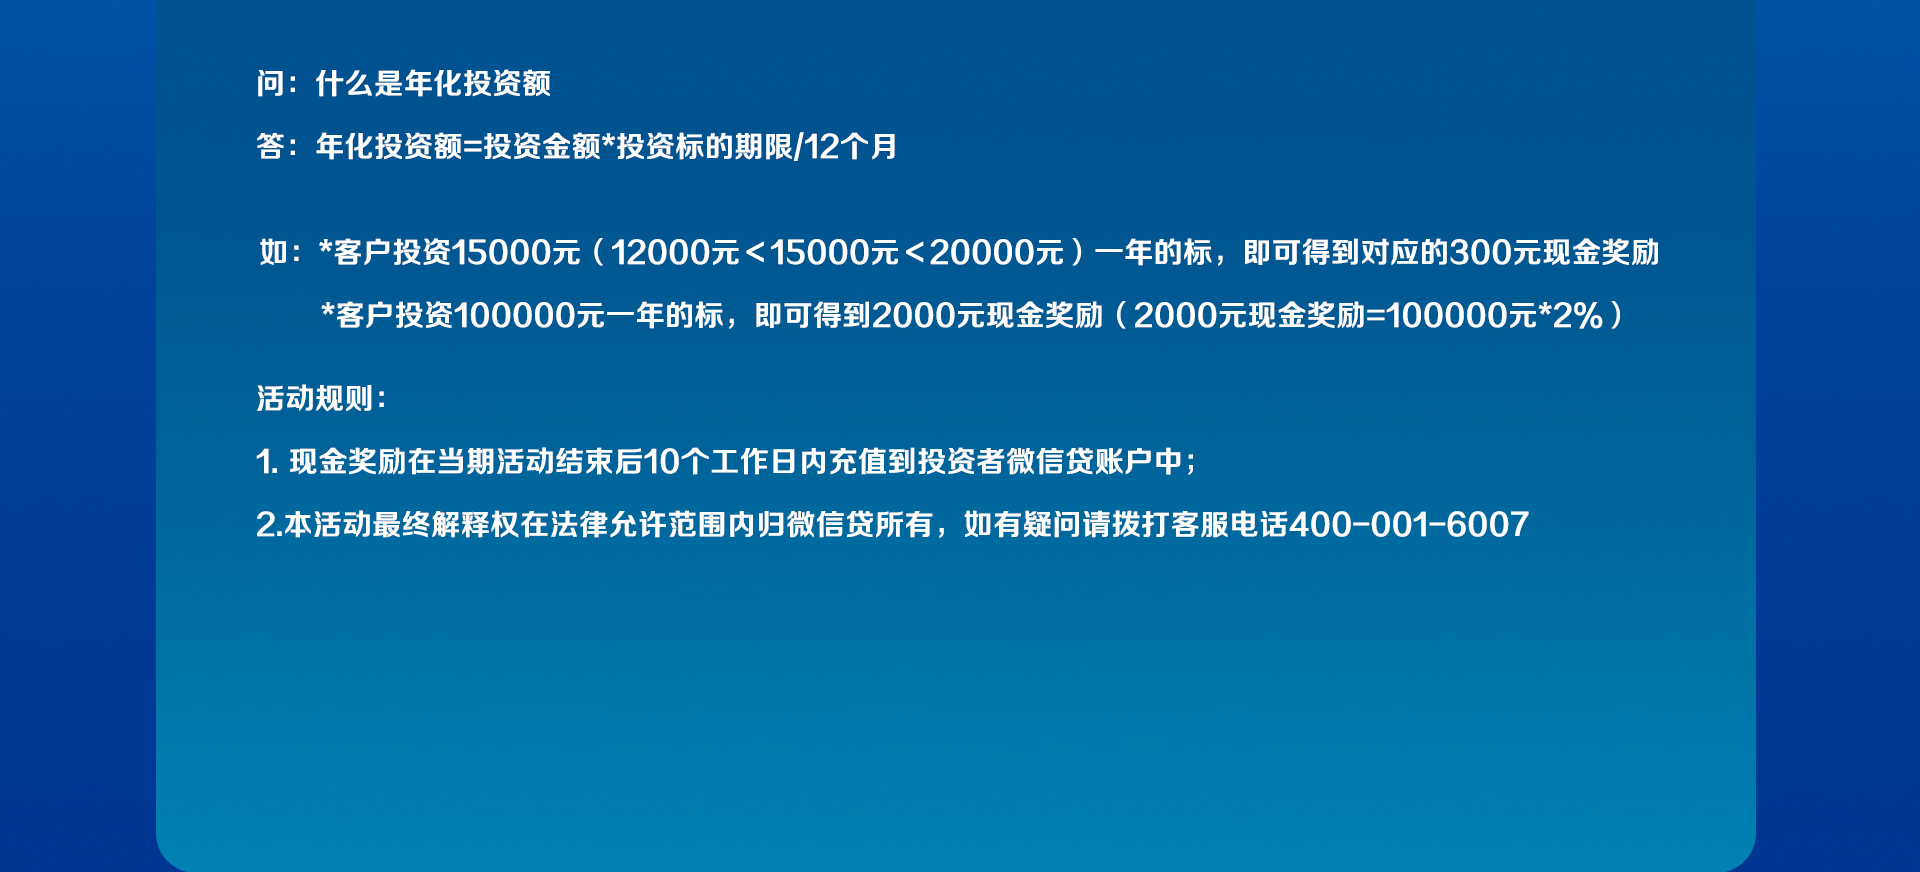 问：什么是年化投资额
答：年化投资额=投资金额*投资标的期限/12个月
如：*客户投资15000元（12000元＜15000元＜20000元）一年的标，即可得到对应的300元现金奖励
*客户投资100000元一年的标，即可得到2000元现金奖励（2000元现金奖励=100000元*2%）
活动规则：
1. 现金奖励在当期活动结束后10个工作日内充值到投资者微信贷账户中；
2.本活动最终解释权在法律允许范围内归微信贷所有，如有疑问请拨打客服电话400-001-6007